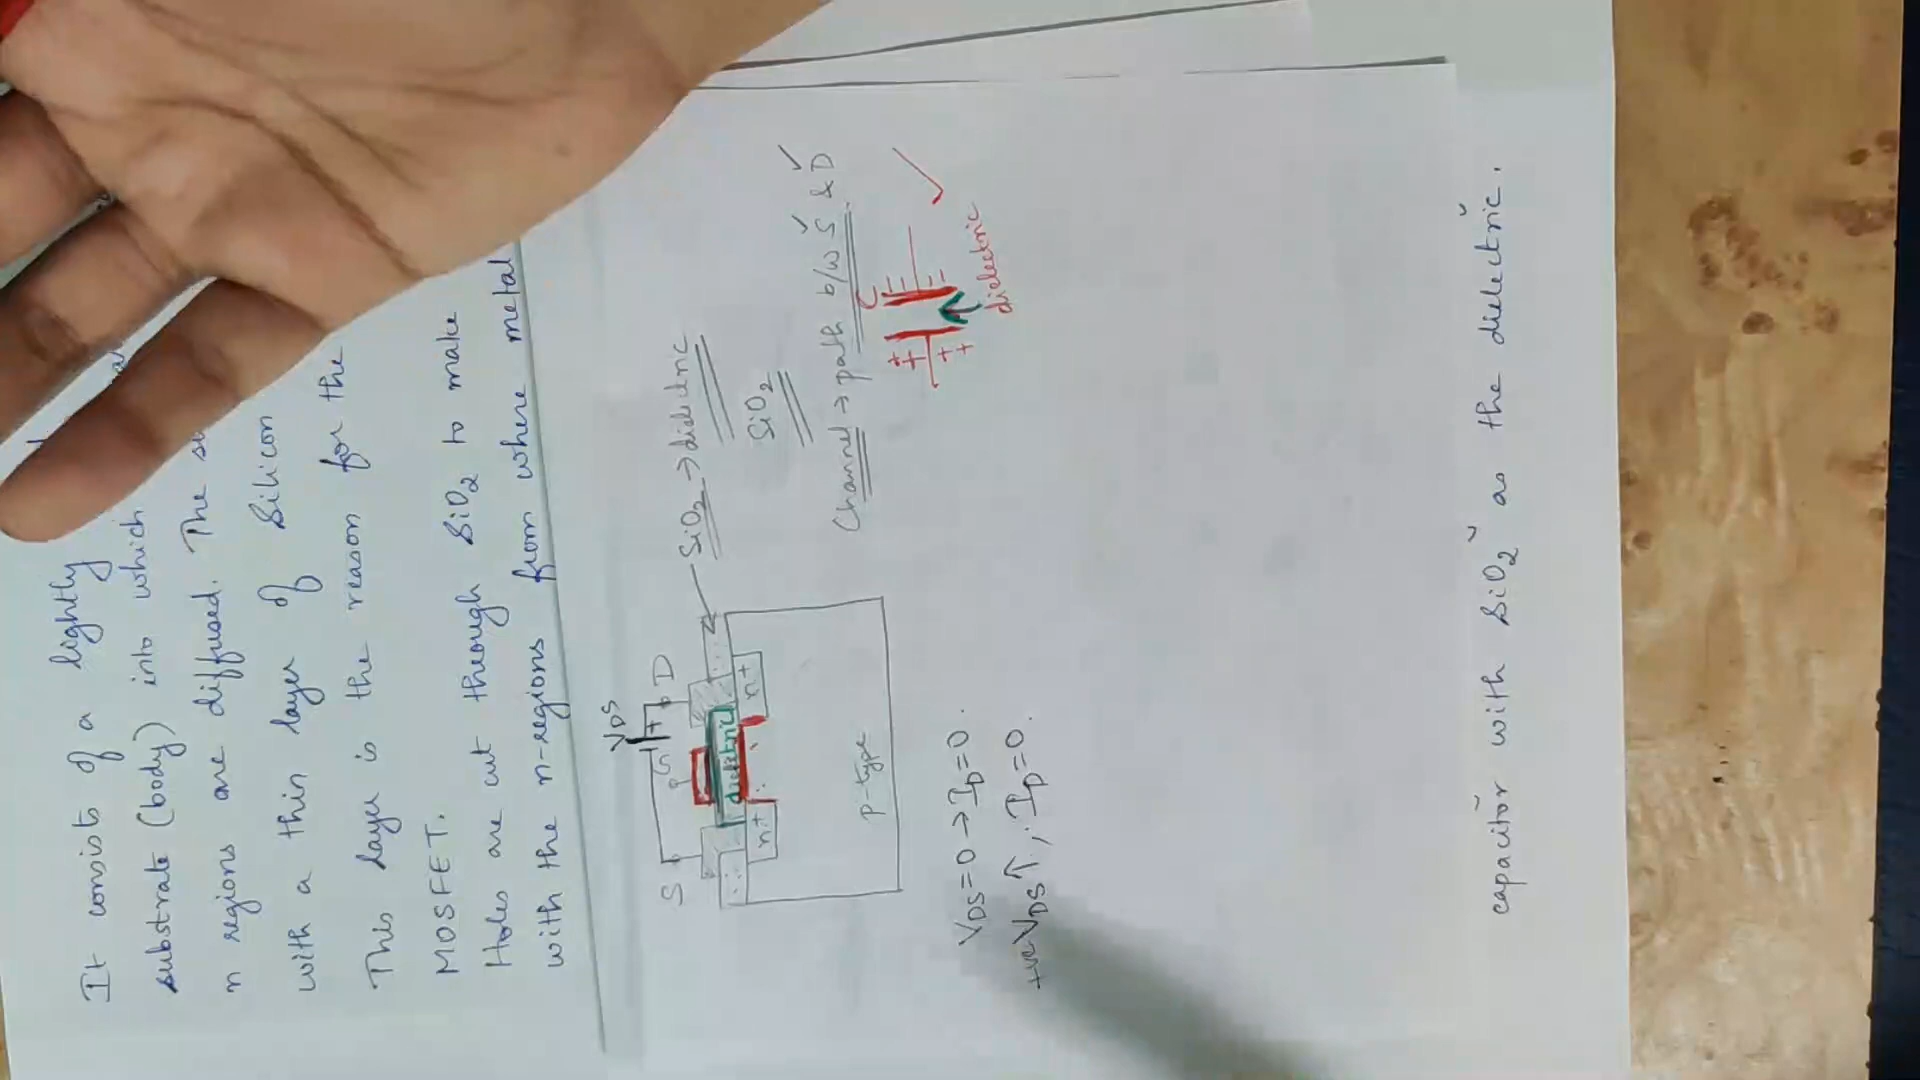 It consists of a lightly
substrate (body) into which
n regions are diffused. The
with a thin layer of Silicon
This layer is the reason for the
MOSFET.
Holes are cut through SiO2 to make
with the n-regions from where metal
VDS
S
G
D
+
SiO2 → dielectric
dielectric
n+
n+
SiO2
P-type
Channel → path b/w S & D
C
+ +
+ +
dielectric
VDS = 0 → ID = 0.
+ve VDS ↑, ID = 0.
capacitor with SiO2 as the dielectric.